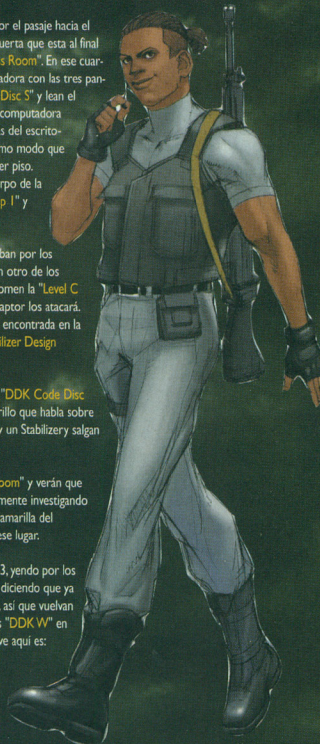 or el pasaje hacia el
uerta que esta al final
s Room". En ese cuar-
adora con las tres pan-
Disc S" y lean el
computadora
s del escrito-
mo modo que
er piso.
rpo de la
p 1" y
ban por los
n otro de los
omen la "Level C
aptor los atacará.
encontrada en la
ilizer Design
"DDK Code Disc
rillo que habla sobre
y un Stabilizery salgan
oom" y verán que
mente investigando
amarilla del
ese lugar.
3, yendo por los
diciendo que ya
, asi que vuelvan
s "DDK W" en
ve aqui es: